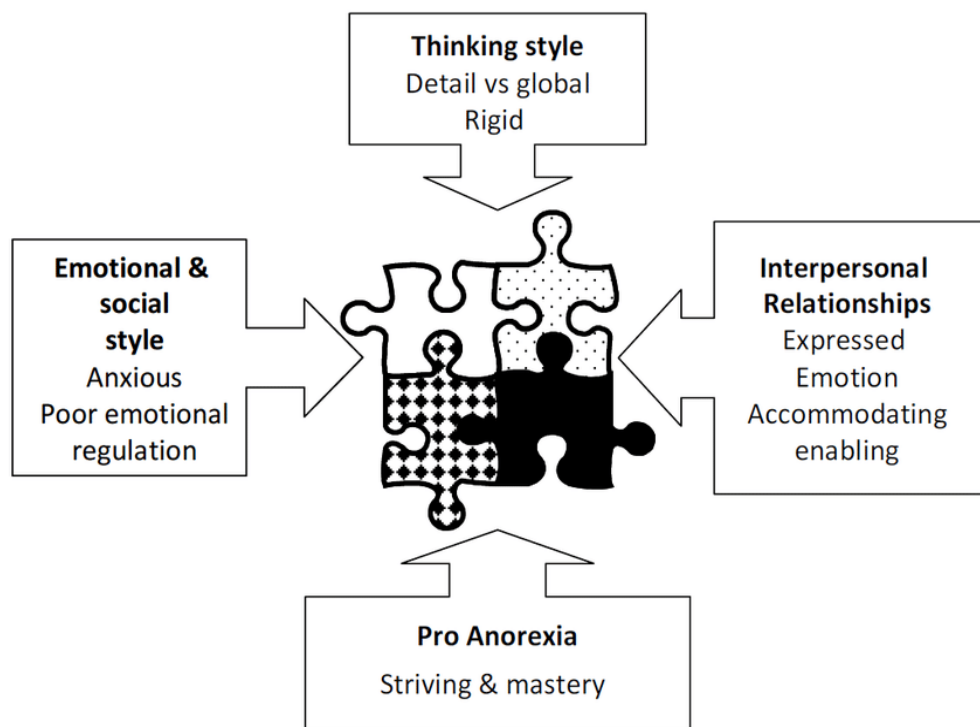 Thinking style
Detail vs global
Rigid
Emotional &
social
style
Anxious
Poor emotional
regulation
Interpersonal
Relationships
Expressed
Emotion
Accommodating
enabling
Pro Anorexia
Striving & mastery